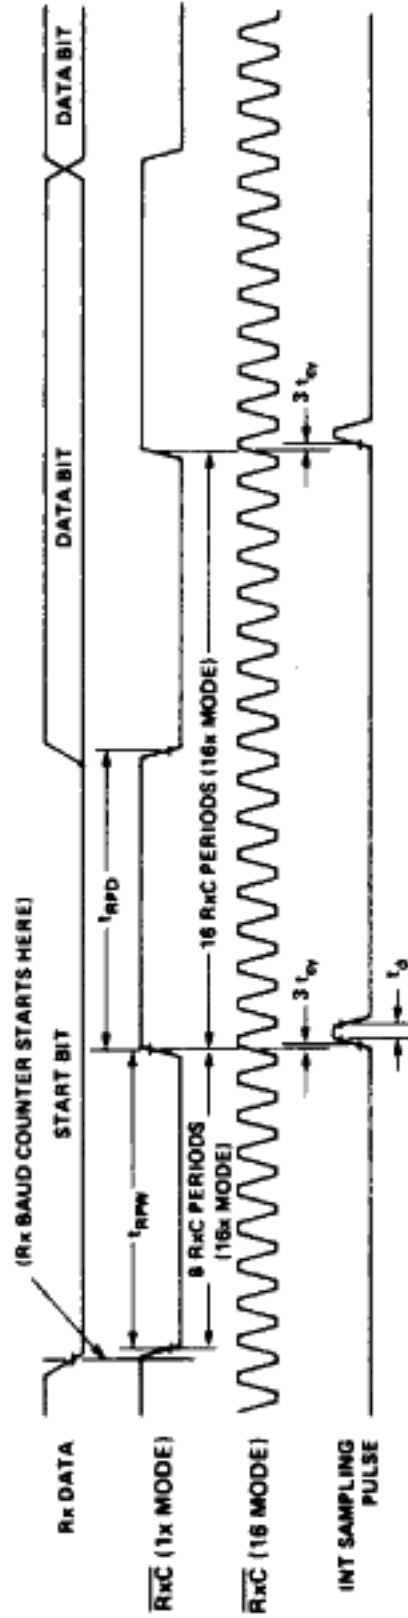 (Rx BAUD COUNTER STARTS HERE)
Rx DATA
START BIT
DATA BIT
DATA BIT
tRPW
tRPD
RxC (1x MODE)
8 RxC PERIODS
(16x MODE)
16 RxC PERIODS (16x MODE)
RxC (16 MODE)
3 tcy
3 tcy
INT SAMPLING
PULSE
td